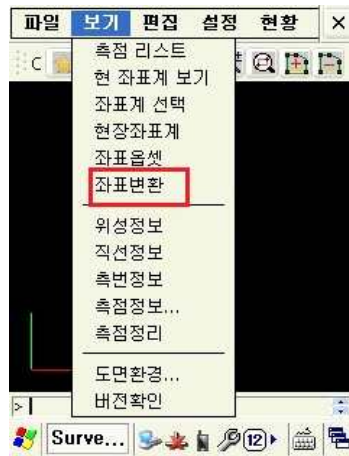 파일 보기 편집 설정 현황 ×
C
측점 리스트
현 좌표계 보기
좌표계 선택
현장좌표계
좌표옵셋
좌표변환
위성정보
직선정보
측번정보
측점정보...
측점정리
도면환경...
버전확인
>
Surve... 12